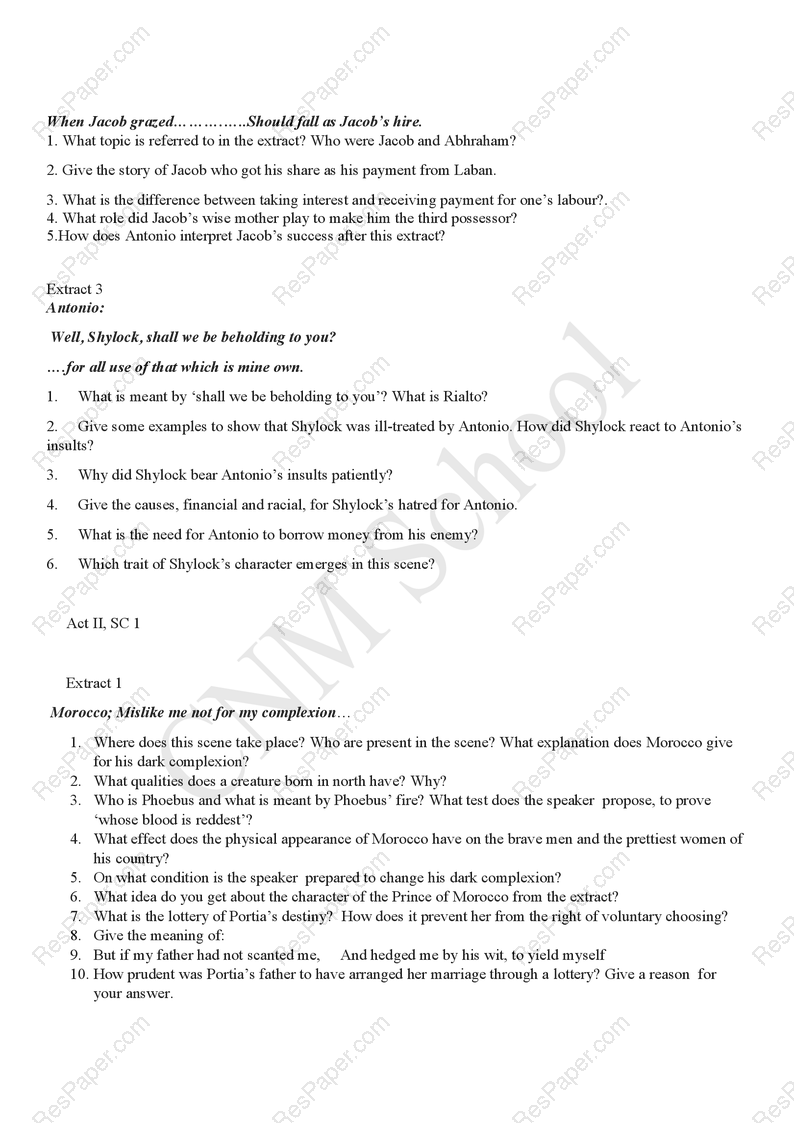 When Jacob grazed……….…..Should fall as Jacob’s hire.
1. What topic is referred to in the extract? Who were Jacob and Abhraham?
2. Give the story of Jacob who got his share as his payment from Laban.
3. What is the difference between taking interest and receiving payment for one’s labour?.
4. What role did Jacob’s wise mother play to make him the third possessor?
5.How does Antonio interpret Jacob’s success after this extract?
Extract 3
Antonio:
Well, Shylock, shall we be beholding to you?
….for all use of that which is mine own.
1. What is meant by ‘shall we be beholding to you’? What is Rialto?
2. Give some examples to show that Shylock was ill-treated by Antonio. How did Shylock react to Antonio’s
insults?
3. Why did Shylock bear Antonio’s insults patiently?
4. Give the causes, financial and racial, for Shylock’s hatred for Antonio.
5. What is the need for Antonio to borrow money from his enemy?
6. Which trait of Shylock’s character emerges in this scene?
Act II, SC 1
Extract 1
Morocco; Mislike me not for my complexion…
1. Where does this scene take place? Who are present in the scene? What explanation does Morocco give
for his dark complexion?
2. What qualities does a creature born in north have? Why?
3. Who is Phoebus and what is meant by Phoebus’ fire? What test does the speaker propose, to prove
‘whose blood is reddest’?
4. What effect does the physical appearance of Morocco have on the brave men and the prettiest women of
his country?
5. On what condition is the speaker prepared to change his dark complexion?
6. What idea do you get about the character of the Prince of Morocco from the extract?
7. What is the lottery of Portia’s destiny? How does it prevent her from the right of voluntary choosing?
8. Give the meaning of:
9. But if my father had not scanted me, And hedged me by his wit, to yield myself
10. How prudent was Portia’s father to have arranged her marriage through a lottery? Give a reason for
your answer.
CNM School
ResPaper.com